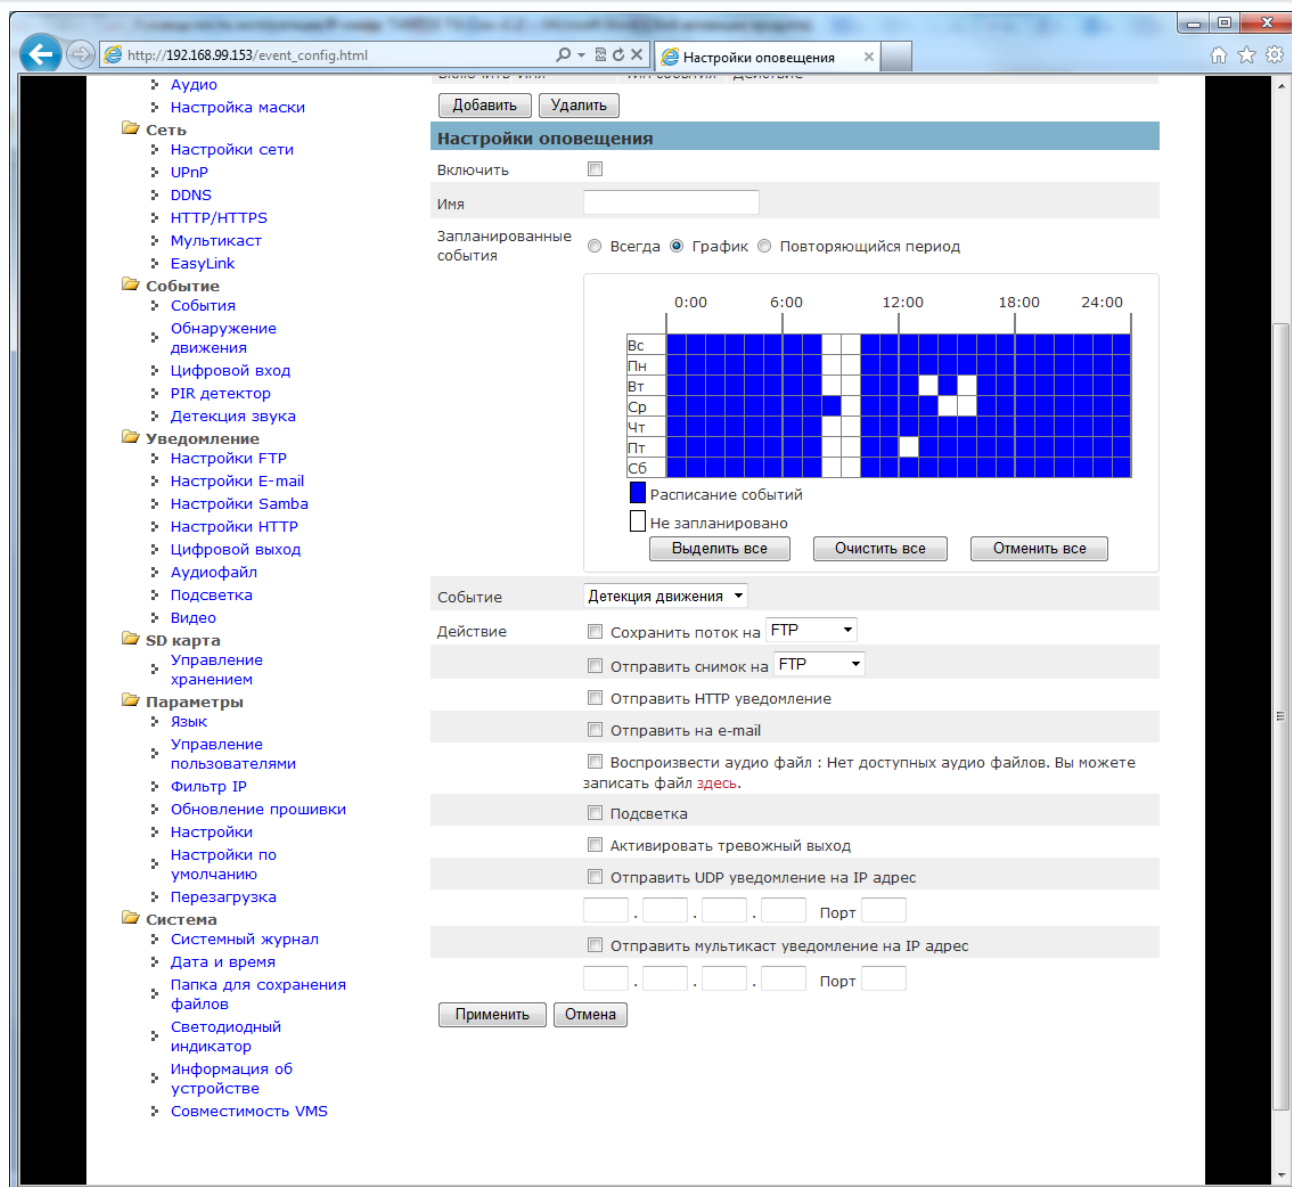 http://192.168.99.153/event_config.html
Настройки оповещения
Аудио
Настройка маски
Сеть
Настройки сети
UPnP
DDNS
HTTP/HTTPS
Мультикаст
EasyLink
Событие
События
Обнаружение
движения
Цифровой вход
PIR детектор
Детекция звука
Уведомление
Настройки FTP
Настройки E-mail
Настройки Samba
Настройки HTTP
Цифровой выход
Аудиофайл
Подсветка
Видео
SD карта
Управление
хранением
Параметры
Язык
Управление
пользователями
Фильтр IP
Обновление прошивки
Настройки
Настройки по
умолчанию
Перезагрузка
Система
Системный журнал
Дата и время
Папка для сохранения
файлов
Светодиодный
индикатор
Информация об
устройстве
Совместимость VMS
Включить Имя Тип события Действие
Добавить Удалить
Настройки оповещения
Включить
Имя
Запланированные
события
Всегда График Повторяющийся период
0:00 6:00 12:00 18:00 24:00
Вс
Пн
Вт
Ср
Чт
Пт
Сб
Расписание событий
Не запланировано
Выделить все Очистить все Отменить все
Событие Детекция движения
Действие Сохранить поток на FTP
Отправить снимок на FTP
Отправить HTTP уведомление
Отправить на e-mail
Воспроизвести аудио файл : Нет доступных аудио файлов. Вы можете
записать файл здесь.
Подсветка
Активировать тревожный выход
Отправить UDP уведомление на IP адрес
. . . Порт
Отправить мультикаст уведомление на IP адрес
. . . Порт
Применить Отмена